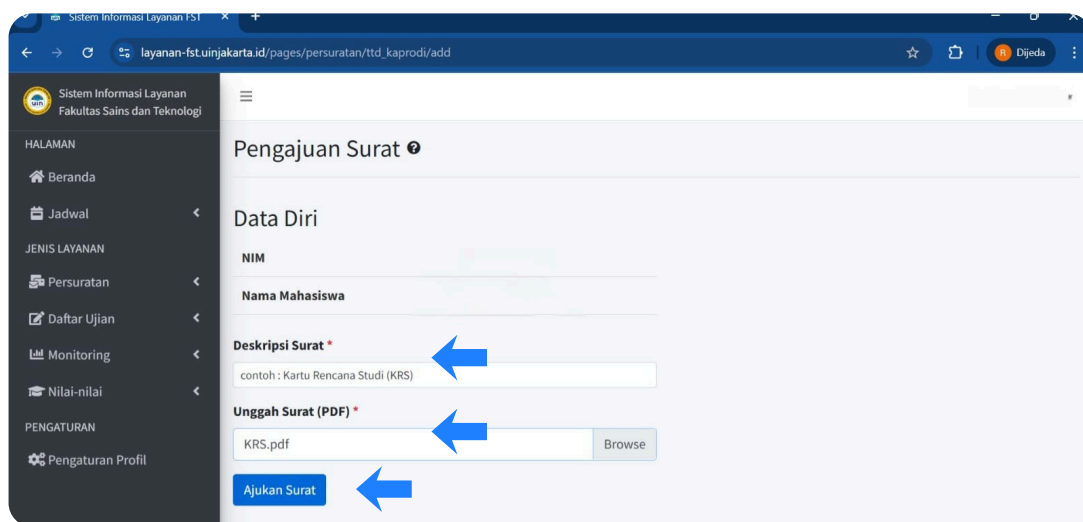 Sistem Informasi Layanan FST
layanan-fst.uinjakarta.id/pages/persuratan/ttd_kaprodi/add
R Dijeda
uin
Sistem Informasi Layanan
Fakultas Sains dan Teknologi
HALAMAN
Beranda
Jadwal
JENIS LAYANAN
Persuratan
Daftar Ujian
Monitoring
Nilai-nilai
PENGATURAN
Pengaturan Profil
Pengajuan Surat
Data Diri
NIM
Nama Mahasiswa
Deskripsi Surat *
contoh : Kartu Rencana Studi (KRS)
Unggah Surat (PDF) *
KRS.pdf
Browse
Ajukan Surat